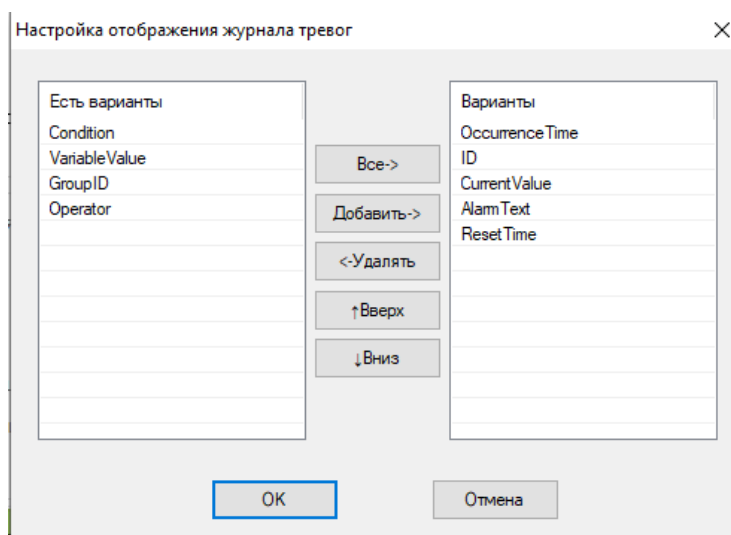 Настройка отображения журнала тревог
Есть варианты
Condition
VariableValue
GroupID
Operator
Все->
Добавить->
<-Удалять
↑Вверх
↓Вниз
Варианты
OccurrenceTime
ID
CurrentValue
AlarmText
ResetTime
OK
Отмена